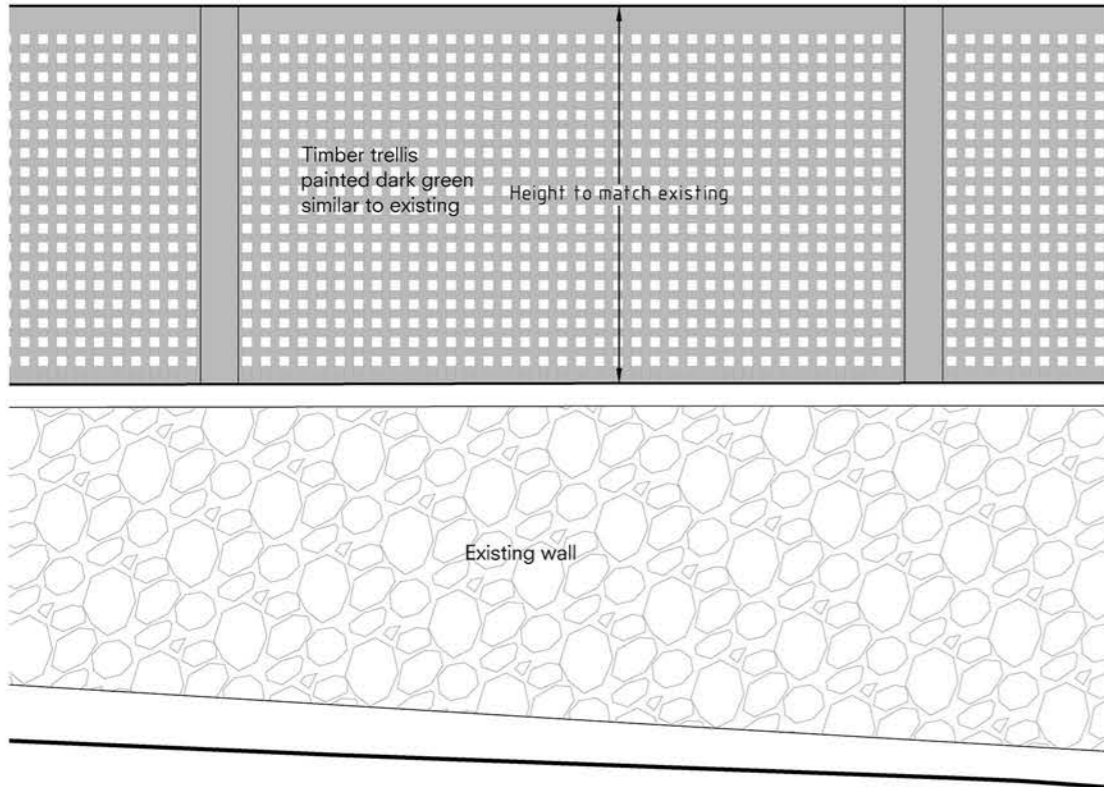 Timber trellis
painted dark green
similar to existing
Height to match existing
Existing wall